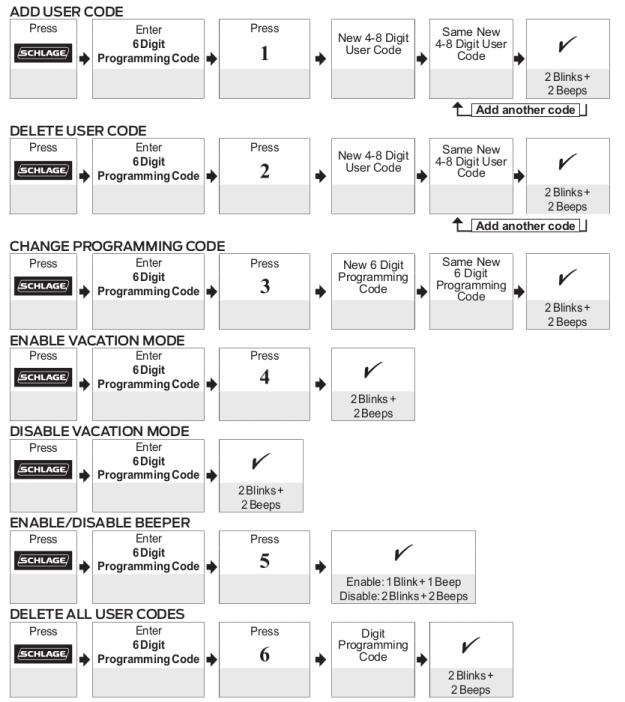 ADD USER CODE
Press
SCHLAGE
Enter
6 Digit
Programming Code
Press
1
New 4-8 Digit
User Code
Same New
4-8 Digit User
Code
2 Blinks +
2 Beeps
Add another code
DELETE USER CODE
Press
SCHLAGE
Enter
6 Digit
Programming Code
Press
2
New 4-8 Digit
User Code
Same New
4-8 Digit User
Code
2 Blinks +
2 Beeps
Add another code
CHANGE PROGRAMMING CODE
Press
SCHLAGE
Enter
6 Digit
Programming Code
Press
3
New 6 Digit
Programming
Code
Same New
6 Digit
Programming
Code
2 Blinks +
2 Beeps
ENABLE VACATION MODE
Press
SCHLAGE
Enter
6 Digit
Programming Code
Press
4
2 Blinks +
2 Beeps
DISABLE VACATION MODE
Press
SCHLAGE
Enter
6 Digit
Programming Code
2 Blinks +
2 Beeps
ENABLE/DISABLE BEEPER
Press
SCHLAGE
Enter
6 Digit
Programming Code
Press
5
Enable: 1 Blink + 1 Beep
Disable: 2 Blinks + 2 Beeps
DELETE ALL USER CODES
Press
SCHLAGE
Enter
6 Digit
Programming Code
Press
6
Digit
Programming
Code
2 Blinks +
2 Beeps